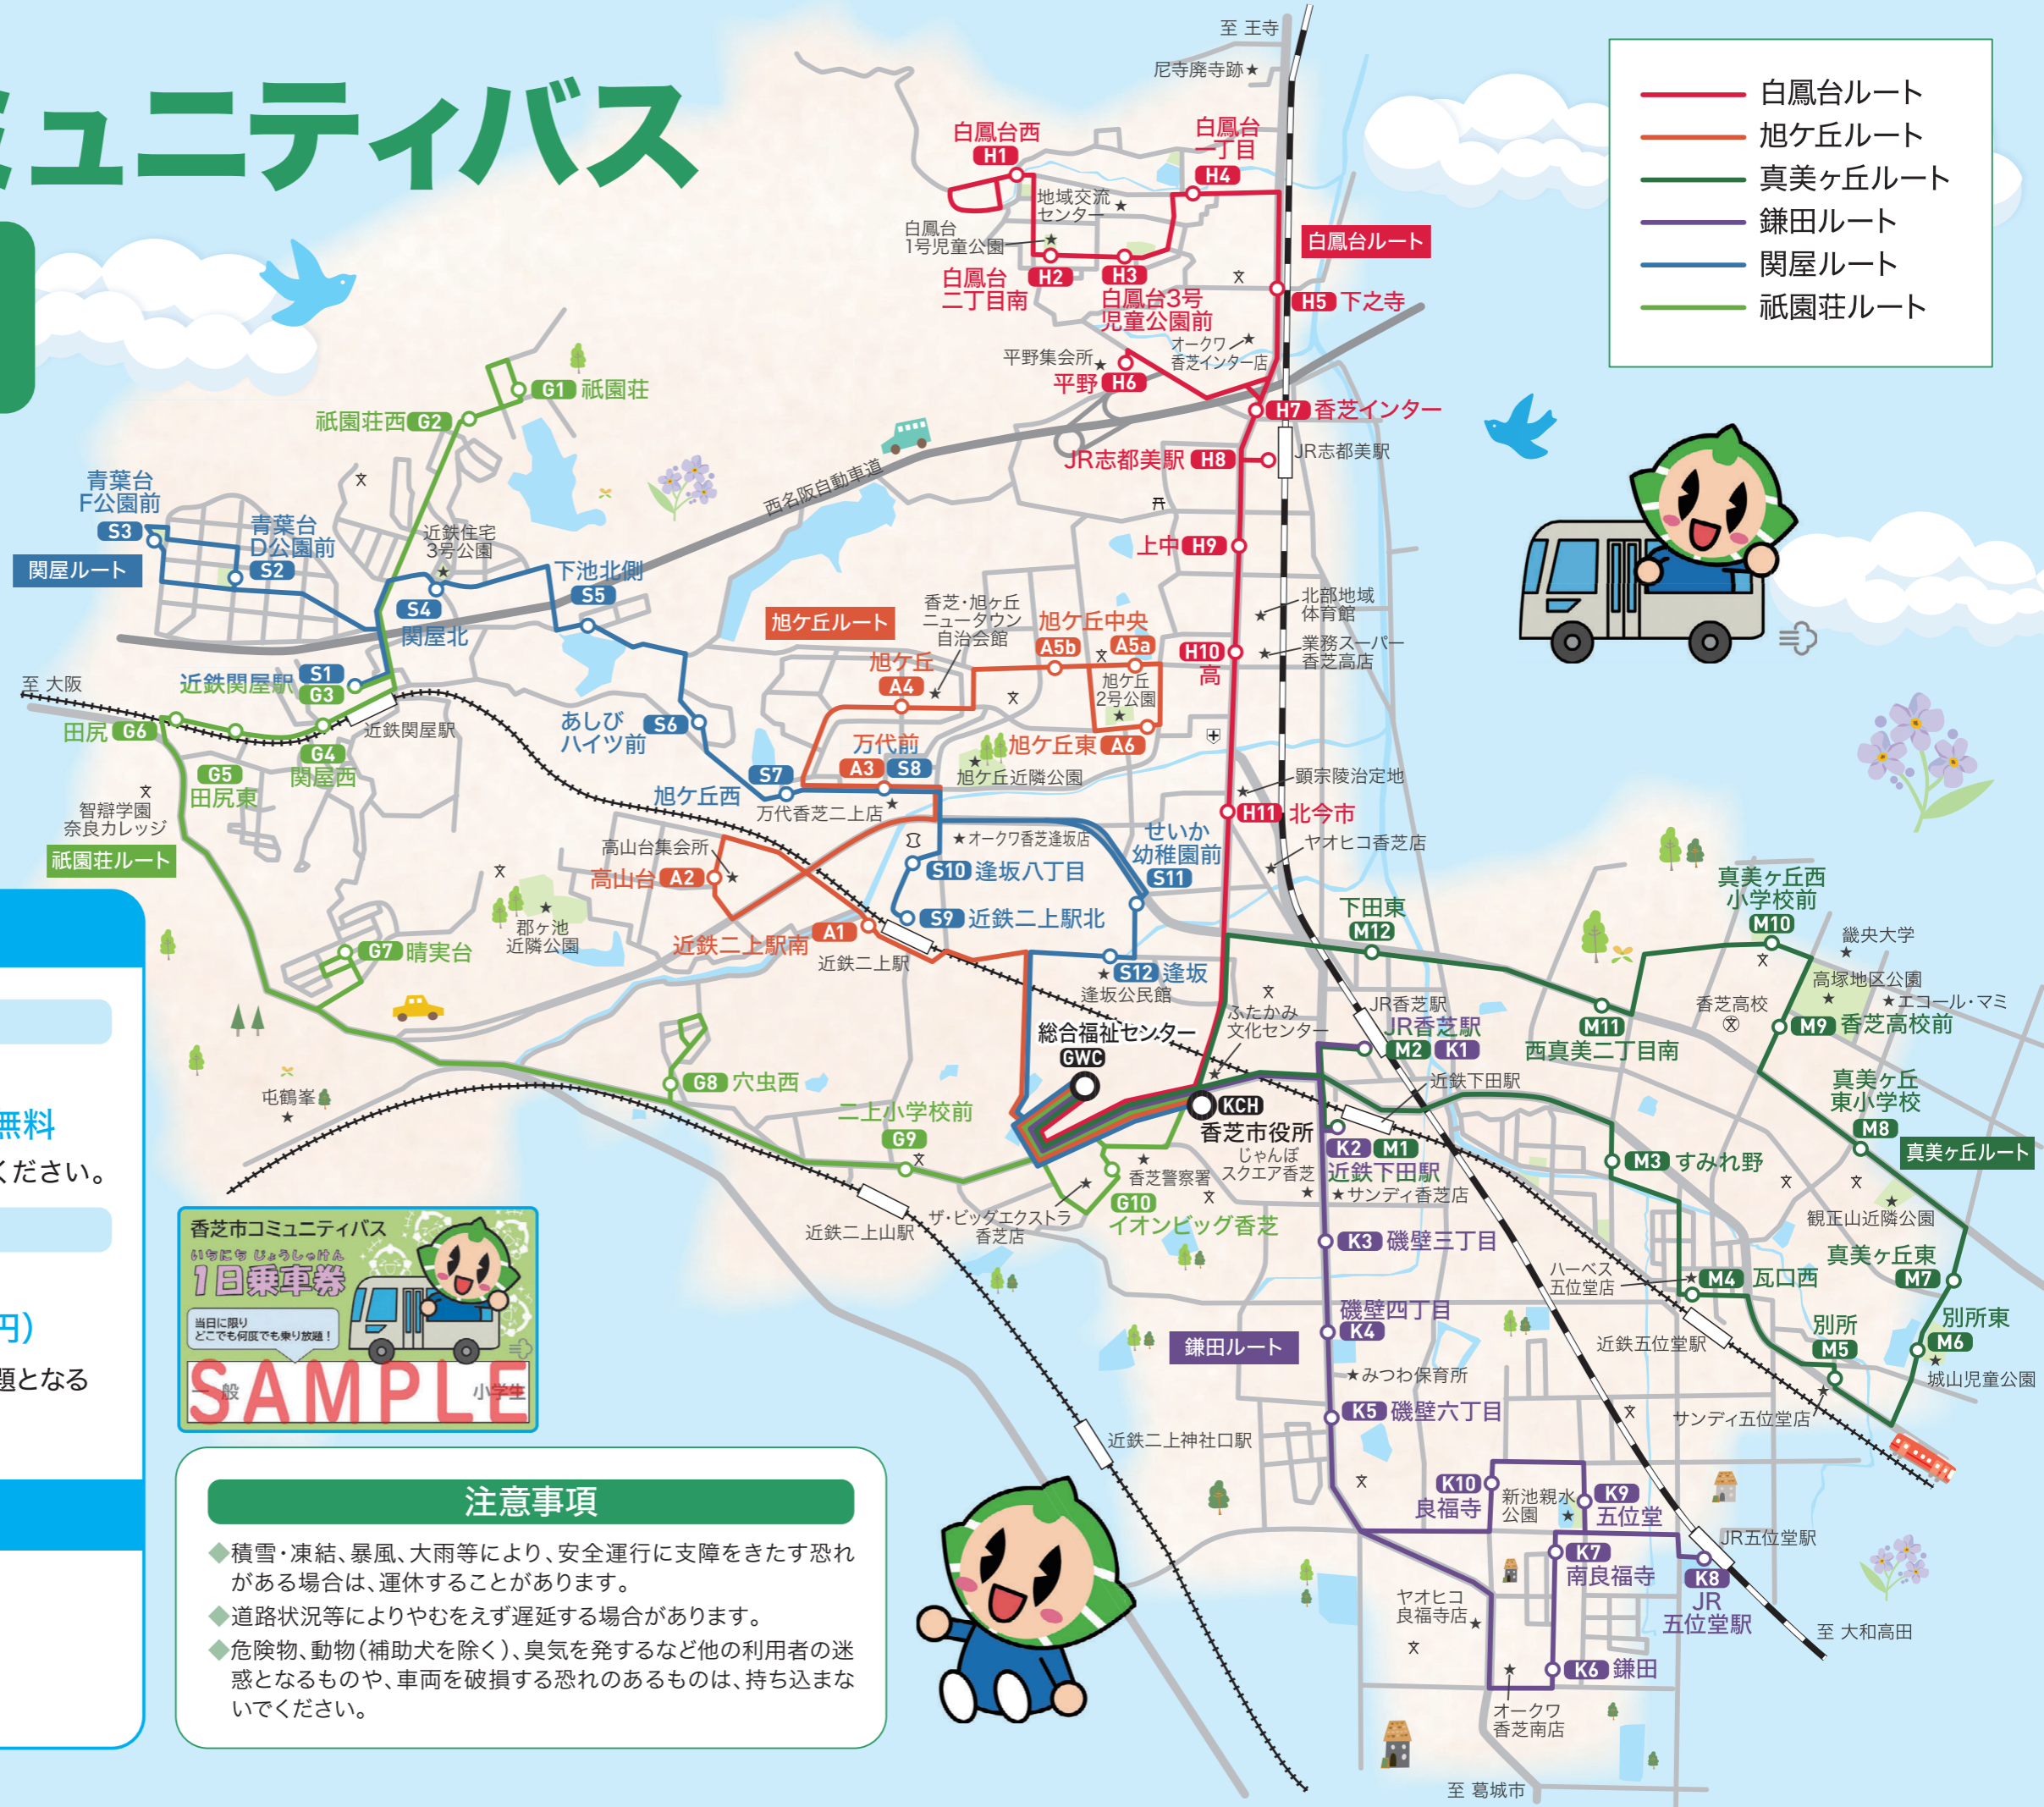 ミュニティバス
白鳳台ルート
旭ケ丘ルート
真美ヶ丘ルート
鎌田ルート
関屋ルート
祇園荘ルート
至 王寺
尼寺廃寺跡★
白鳳台西
H1
白鳳台
一丁目
H4
地域交流
センター ★
白鳳台
1号児童公園
白鳳台
二丁目南
H2
H3
白鳳台3号
児童公園前
白鳳台ルート
H5 下之寺
オークワ
香芝インター店
平野集会所
平野 H6
H7 香芝インター
JR志都美駅 H8
JR志都美駅
G1 祇園荘
祇園荘西 G2
西名阪自動車道
青葉台
F公園前
S3
青葉台
D公園前
S2
関屋ルート
近鉄住宅
3号公園
S4
関屋北
下池北側
S5
上中 H9
北部地域
体育館
業務スーパー
香芝高店
H10
高
旭ケ丘ルート
香芝・旭ヶ丘
ニュータウン
自治会館
旭ケ丘中央
A5b
A5a
旭ケ丘
A4
旭ケ丘
2号公園
旭ケ丘東 A6
至 大阪
近鉄関屋駅
S1
G3
近鉄関屋駅
田尻 G6
G4
関屋西
G5
田尻東
智辯学園
奈良カレッジ
祇園荘ルート
あしび
ハイツ前
S6
万代前
A3 S8
旭ケ丘近隣公園
S7
旭ケ丘西
万代香芝二上店
顕宗陵治定地
H11 北今市
ヤオヒコ香芝店
★オークワ香芝逢坂店
せいか
幼稚園前
S11
高山台集会所
高山台 A2
S10 逢坂八丁目
S9 近鉄二上駅北
近鉄二上駅南 A1
近鉄二上駅
郡ヶ池
近隣公園
G7 晴実台
S12 逢坂
逢坂公民館
下田東
M12
真美ヶ丘西
小学校前
M10
畿央大学
高塚地区公園
★エコール・マミ
香芝高校
M9 香芝高校前
M11
西真美二丁目南
JR香芝駅
JR香芝駅
M2 K1
ふたかみ
文化センター
総合福祉センター
GWC
KCH
香芝市役所
近鉄下田駅
K2 M1
近鉄下田駅
じゃんぼ
スクエア香芝
★サンディ香芝店
真美ヶ丘
東小学校
M8
真美ヶ丘ルート
M3 すみれ野
観正山近隣公園
屯鶴峯
G8 穴虫西
二上小学校前
G9
香芝警察署
G10
イオンビッグ香芝
ザ・ビッグエクストラ
香芝店
近鉄二上山駅
K3 磯壁三丁目
磯壁四丁目
K4
鎌田ルート
★みつわ保育所
K5 磯壁六丁目
ハーベス
五位堂店
M4 瓦口西
真美ヶ丘東
M7
別所
M5
別所東
M6
城山児童公園
近鉄五位堂駅
サンディ五位堂店
近鉄二上神社口駅
K10
良福寺
新池親水
公園
K9
五位堂
K7
南良福寺
JR五位堂駅
K8
JR
五位堂駅
ヤオヒコ
良福寺店
K6 鎌田
オークワ
香芝南店
至 大和高田
至 葛城市
無料
ください。
円）
題となる
香芝市コミュニティバス
いちにち じょうしゃけん
1日乗車券
当日に限り
どこでも何度でも乗り放題！
一般
小学生
SAMPLE
注意事項
◆積雪・凍結、暴風、大雨等により、安全運行に支障をきたす恐れ
がある場合は、運休することがあります。
◆道路状況等によりやむをえず遅延する場合があります。
◆危険物、動物（補助犬を除く）、臭気を発するなど他の利用者の迷
惑となるものや、車両を破損する恐れのあるものは、持ち込まな
いでください。